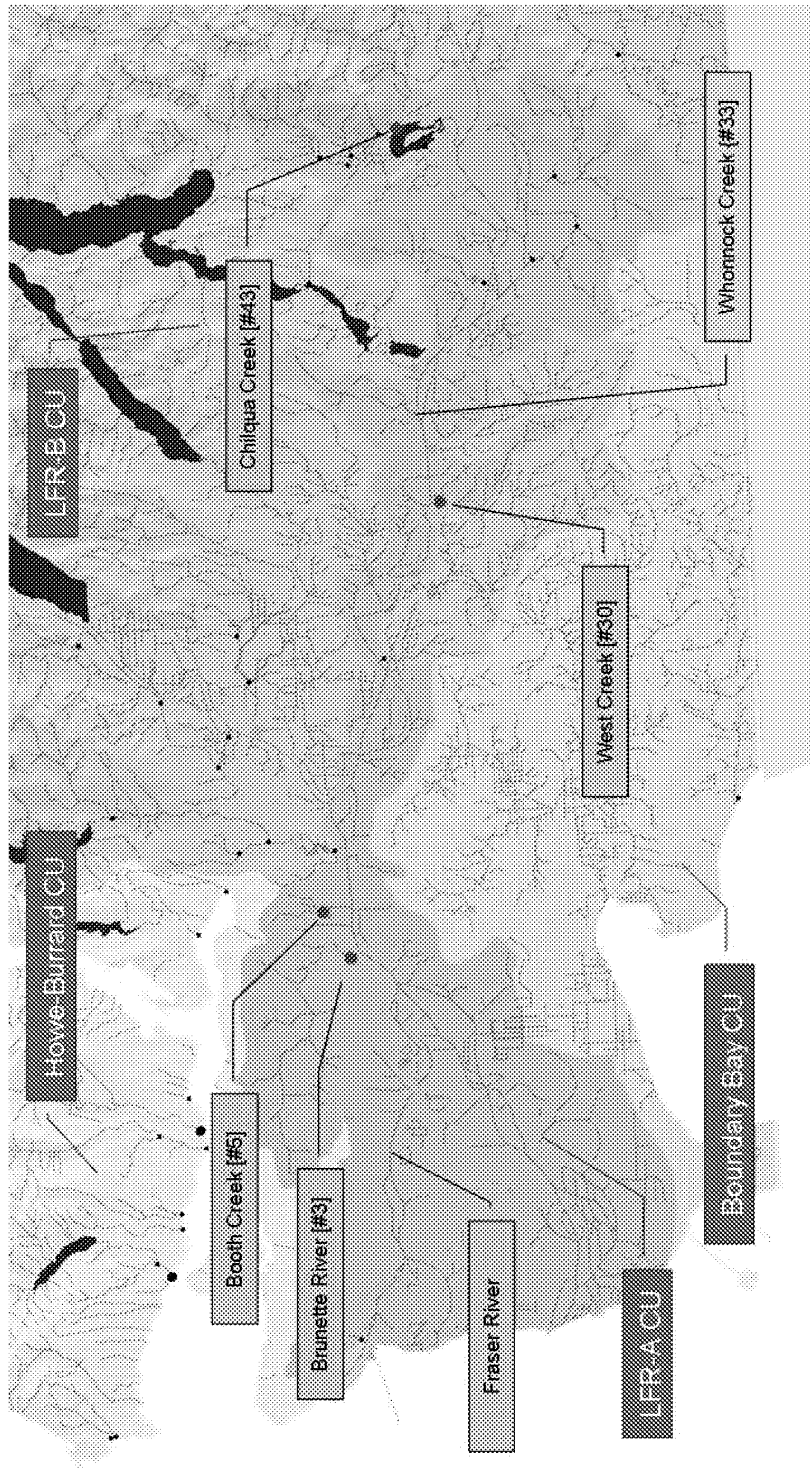 Howe-Burrard CU
LFR-B CU
Booth Creek [#5]
Chilqua Creek [#43]
Brunette River [#3]
Fraser River
West Creek [#30]
LFR-A CU
Boundary Bay CU
Whonnock Creek [#33]